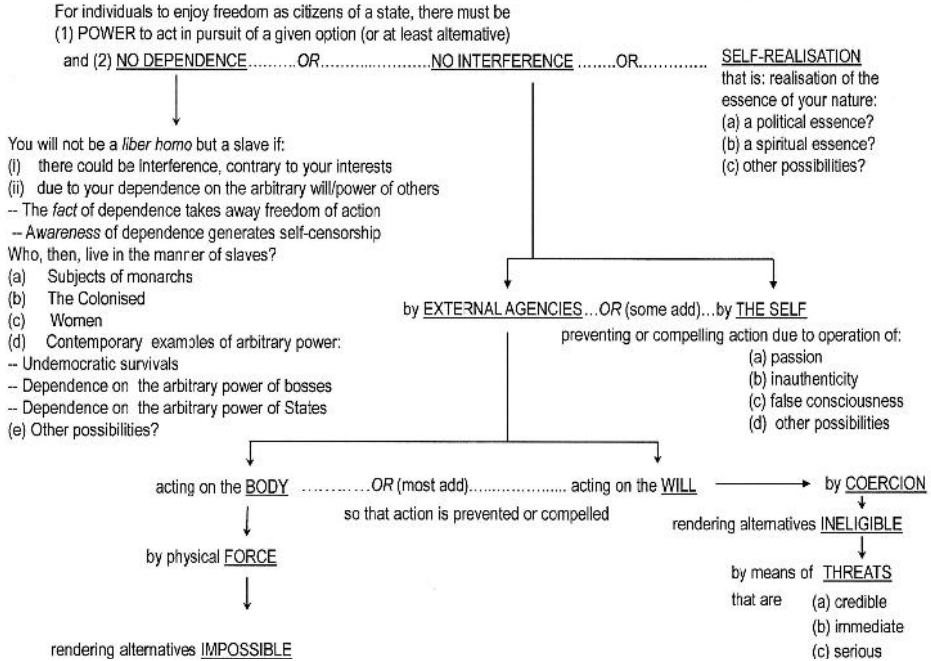 For individuals to enjoy freedom as citizens of a state, there must be
(1) POWER to act in pursuit of a given option (or at least alternative)
and (2) NO DEPENDENCE..........OR.....................NO INTERFERENCE ........OR.............. SELF-REALISATION
that is: realisation of the
essence of your nature:
(a) a political essence?
(b) a spiritual essence?
(c) other possibilities?
You will not be a liber homo but a slave if:
(i) there could be interference, contrary to your interests
(ii) due to your dependence on the arbitrary will/power of others
-- The fact of dependence takes away freedom of action
-- Awareness of dependence generates self-censorship
Who, then, live in the manner of slaves?
(a) Subjects of monarchs
(b) The Colonised
(c) Women
(d) Contemporary examples of arbitrary power:
-- Undemocratic survivals
-- Dependence on the arbitrary power of bosses
-- Dependence on the arbitrary power of States
(e) Other possibilities?
by EXTERNAL AGENCIES...OR (some add)...by THE SELF
preventing or compelling action due to operation of:
(a) passion
(b) inauthenticity
(c) false consciousness
(d) other possibilities
acting on the BODY .............OR (most add)...................... acting on the WILL
by COERCION
so that action is prevented or compelled
rendering alternatives INELIGIBLE
by physical FORCE
by means of THREATS
that are (a) credible
(b) immediate
(c) serious
rendering alternatives IMPOSSIBLE